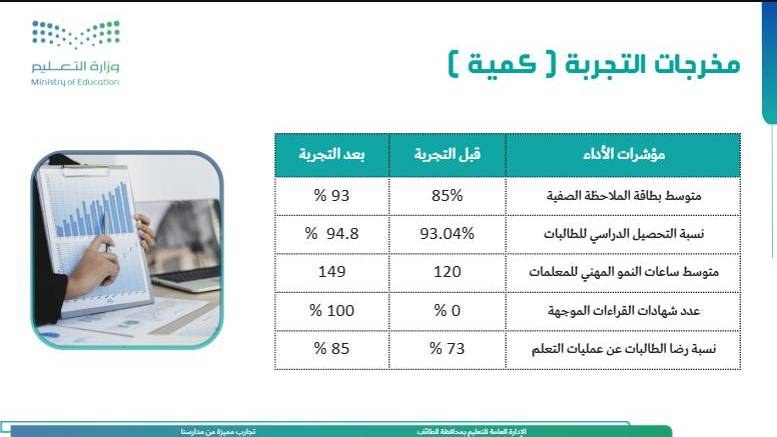 مخرجات التجربة ( كمية )
وزارة التعـــليم
Ministry of Education
مؤشرات الأداء	قبل التجربة	بعد التجربة
متوسط بطاقة الملاحظة الصفية	85%	93 %
نسبة التحصيل الدراسي للطالبات	93.04%	94.8 %
متوسط ساعات النمو المهني للمعلمات	120	149
عدد شهادات القراءات الموجهة	0 %	100 %
نسبة رضا الطالبات عن عمليات التعلم	73 %	85 %
الإدارة العامة للتعليم بمحافظة الطائف	تجارب مميزة من مدارسنا